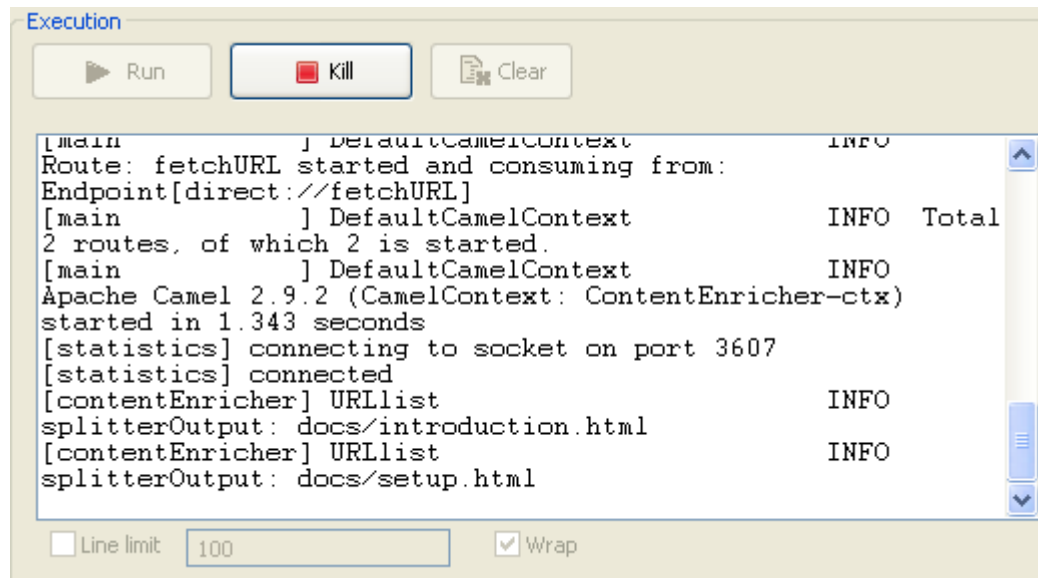 Execution
Run Kill Clear
[main ] DefaultCamelContext INFO
Route: fetchURL started and consuming from:
Endpoint[direct://fetchURL]
[main ] DefaultCamelContext INFO Total
2 routes, of which 2 is started.
[main ] DefaultCamelContext INFO
Apache Camel 2.9.2 (CamelContext: ContentEnricher-ctx)
started in 1.343 seconds
[statistics] connecting to socket on port 3607
[statistics] connected
[contentEnricher] URLlist INFO
splitterOutput: docs/introduction.html
[contentEnricher] URLlist INFO
splitterOutput: docs/setup.html
Line limit 100 Wrap